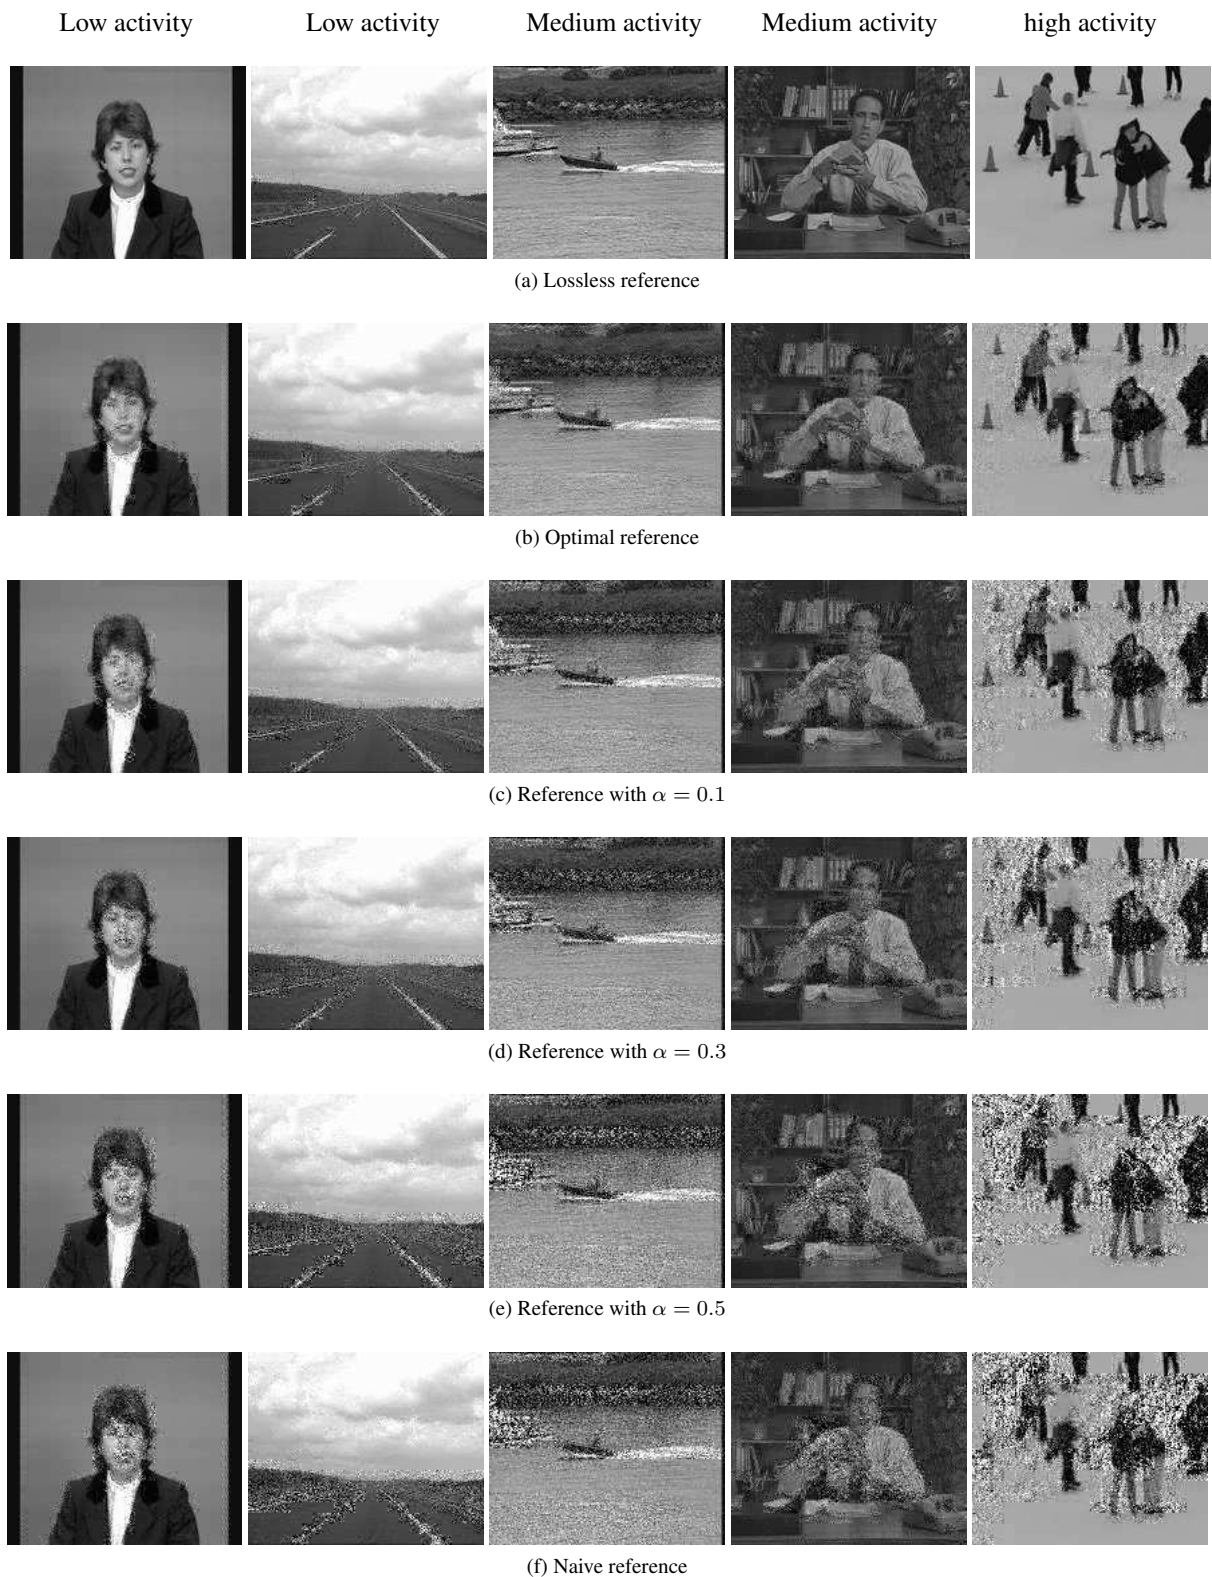 Low activity Low activity Medium activity Medium activity high activity
(a) Lossless reference
(b) Optimal reference
(c) Reference with α = 0.1
(d) Reference with α = 0.3
(e) Reference with α = 0.5
(f) Naive reference